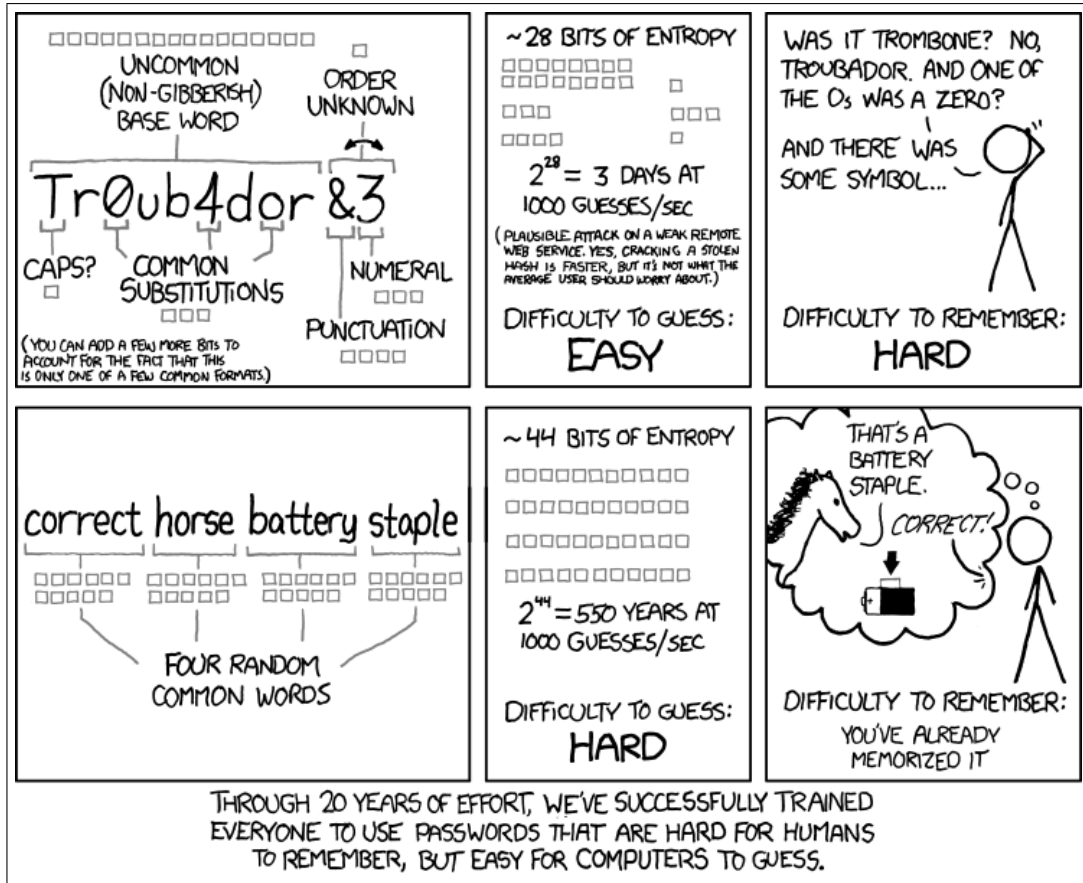 UNCOMMON
(NON-GIBBERISH)
BASE WORD
ORDER
UNKNOWN
Tr0ub4dor &3
CAPS?
COMMON
SUBSTITUTIONS
NUMERAL
PUNCTUATION
(YOU CAN ADD A FEW MORE BITS TO
ACCOUNT FOR THE FACT THAT THIS
IS ONLY ONE OF A FEW COMMON FORMATS.)
~28 BITS OF ENTROPY
2^28 = 3 DAYS AT
1000 GUESSES/SEC
(PLAUSIBLE ATTACK ON A WEAK REMOTE
WEB SERVICE. YES, CRACKING A STOLEN
HASH IS FASTER, BUT IT'S NOT WHAT THE
AVERAGE USER SHOULD WORRY ABOUT.)
DIFFICULTY TO GUESS:
EASY
WAS IT TROMBONE? NO,
TROUBADOR. AND ONE OF
THE Os WAS A ZERO?
AND THERE WAS
SOME SYMBOL...
DIFFICULTY TO REMEMBER:
HARD
correct horse battery staple
FOUR RANDOM
COMMON WORDS
~44 BITS OF ENTROPY
2^44 = 550 YEARS AT
1000 GUESSES/SEC
DIFFICULTY TO GUESS:
HARD
THAT'S A
BATTERY
STAPLE.
CORRECT!
DIFFICULTY TO REMEMBER:
YOU'VE ALREADY
MEMORIZED IT
THROUGH 20 YEARS OF EFFORT, WE'VE SUCCESSFULLY TRAINED
EVERYONE TO USE PASSWORDS THAT ARE HARD FOR HUMANS
TO REMEMBER, BUT EASY FOR COMPUTERS TO GUESS.